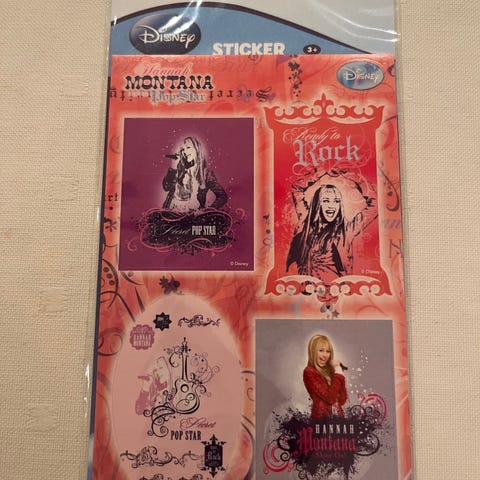 Disney
STICKER
3+
Hannah
MONTANA
Pop Star
Disney
Secret POP STAR
© Disney
Ready to
Rock
© Disney
HANNAH
MONTANA
Secret
POP STAR
Rock
HANNAH
Montana